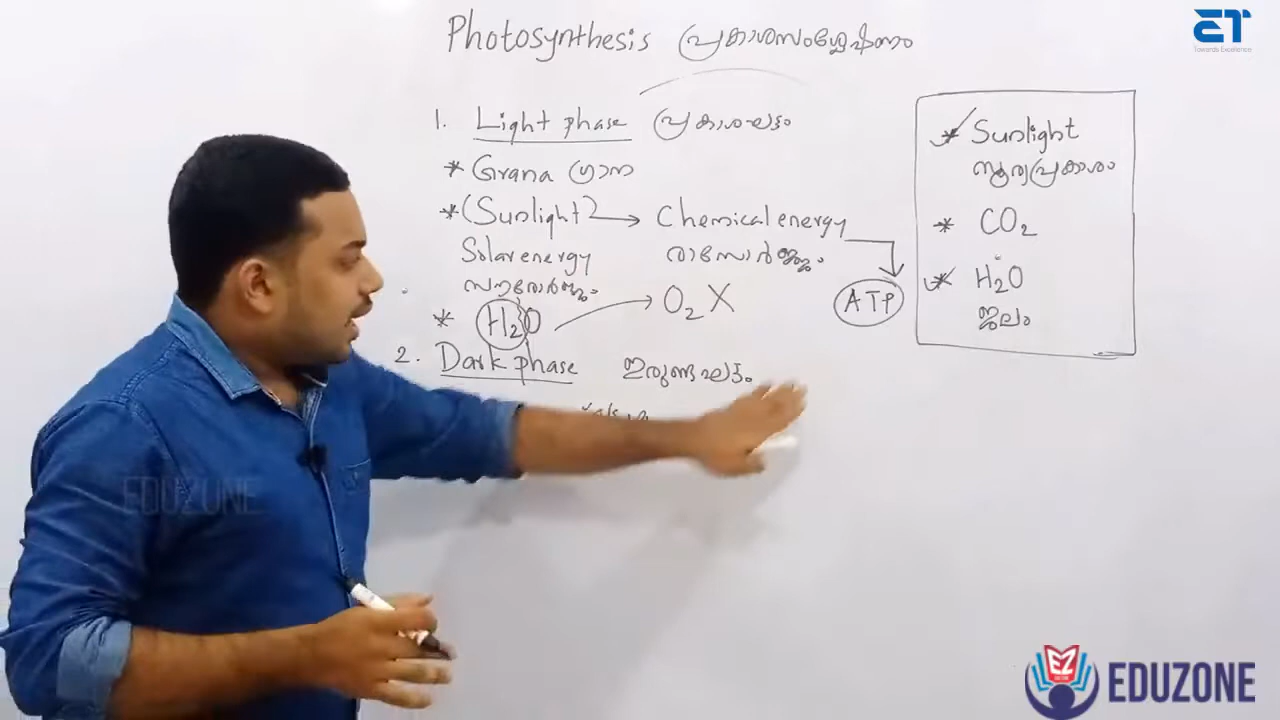 Photosynthesis പ്രകാശസംശ്ലേഷണം
1. Light phase പ്രകാശഘട്ടം
* Grana ഗ്രാന
* (Sunlight) → Chemical energy
Solar energy രാസോർജ്ജം
സൗരോർജ്ജം
ATP
* H₂O → O₂ X
2. Dark phase ഇരുണ്ടഘട്ടം
* Sunlight
സൂര്യപ്രകാശം
* CO₂
* H₂O
ജലം
ET
Towards Excellence
EDUZONE
EZ
EDUZONE